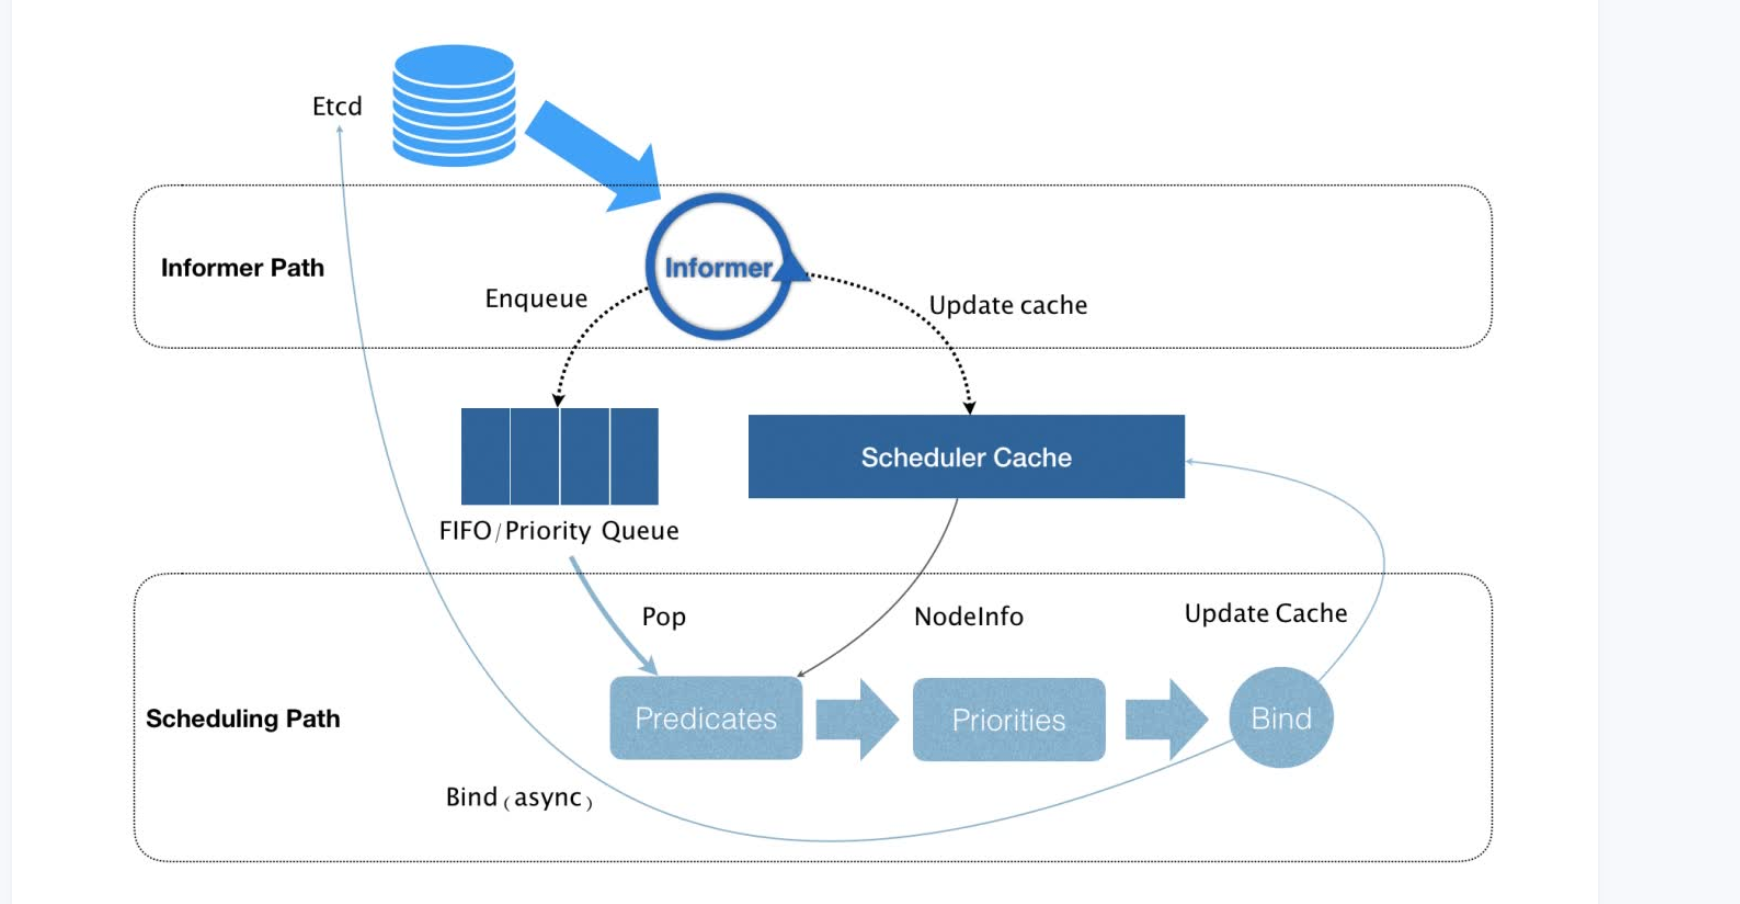 Etcd
Informer Path
Informer
Enqueue
Update cache
Scheduler Cache
FIFO/Priority Queue
Pop
NodeInfo
Update Cache
Scheduling Path
Predicates
Priorities
Bind
Bind (async)